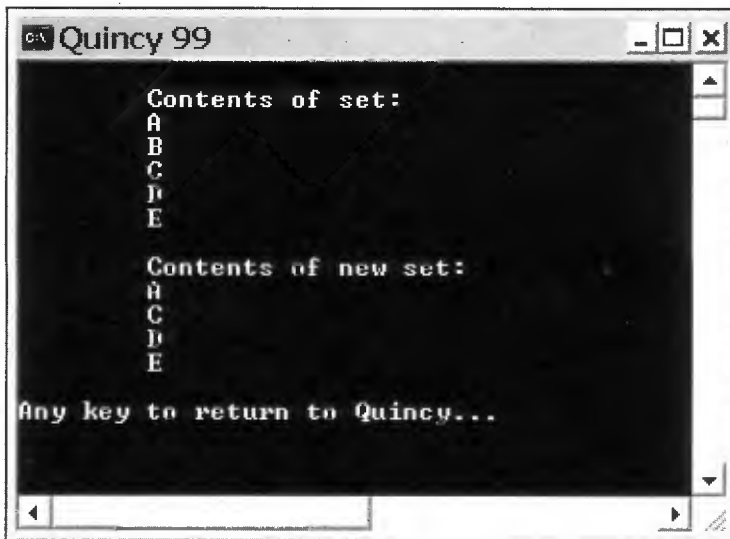 Quincy 99
Contents of set:
A
B
C
D
E
Contents of new set:
A
C
D
E
Any key to return to Quincy...